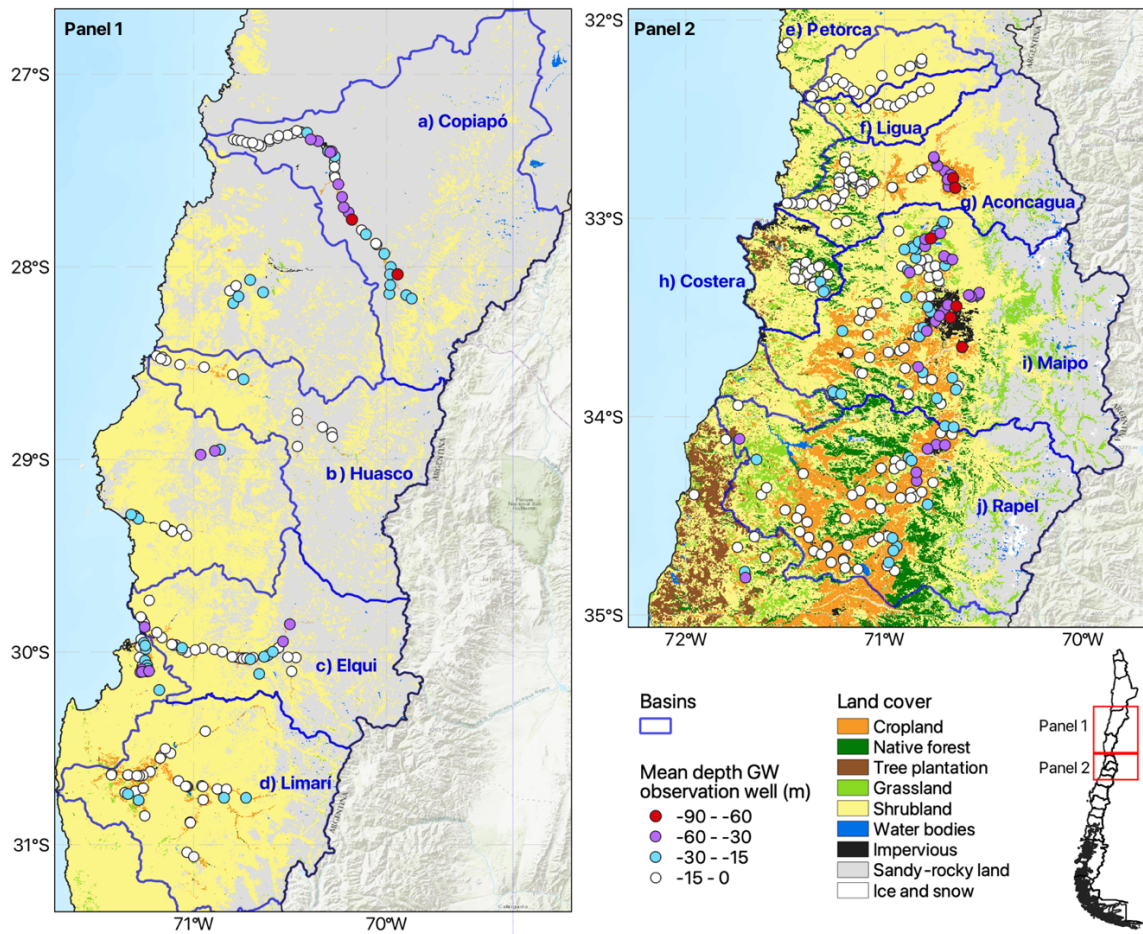 Panel 1
27°S
28°S
29°S
30°S
31°S
71°W
70°W
a) Copiapó
b) Huasco
c) Elqui
d) Limarí
ARGENTINA
ARGENTINA
Panel 2
32°S
33°S
34°S
35°S
72°W
71°W
70°W
e) Petorca
f) Ligua
g) Aconcagua
h) Costera
i) Maipo
j) Rapel
ARGENTINA
ARGENTINA
Basins
Mean depth GW
observation well (m)
-90 - -60
-60 - -30
-30 - -15
-15 - 0
Land cover
Cropland
Native forest
Tree plantation
Grassland
Shrubland
Water bodies
Impervious
Sandy-rocky land
Ice and snow
Panel 1
Panel 2